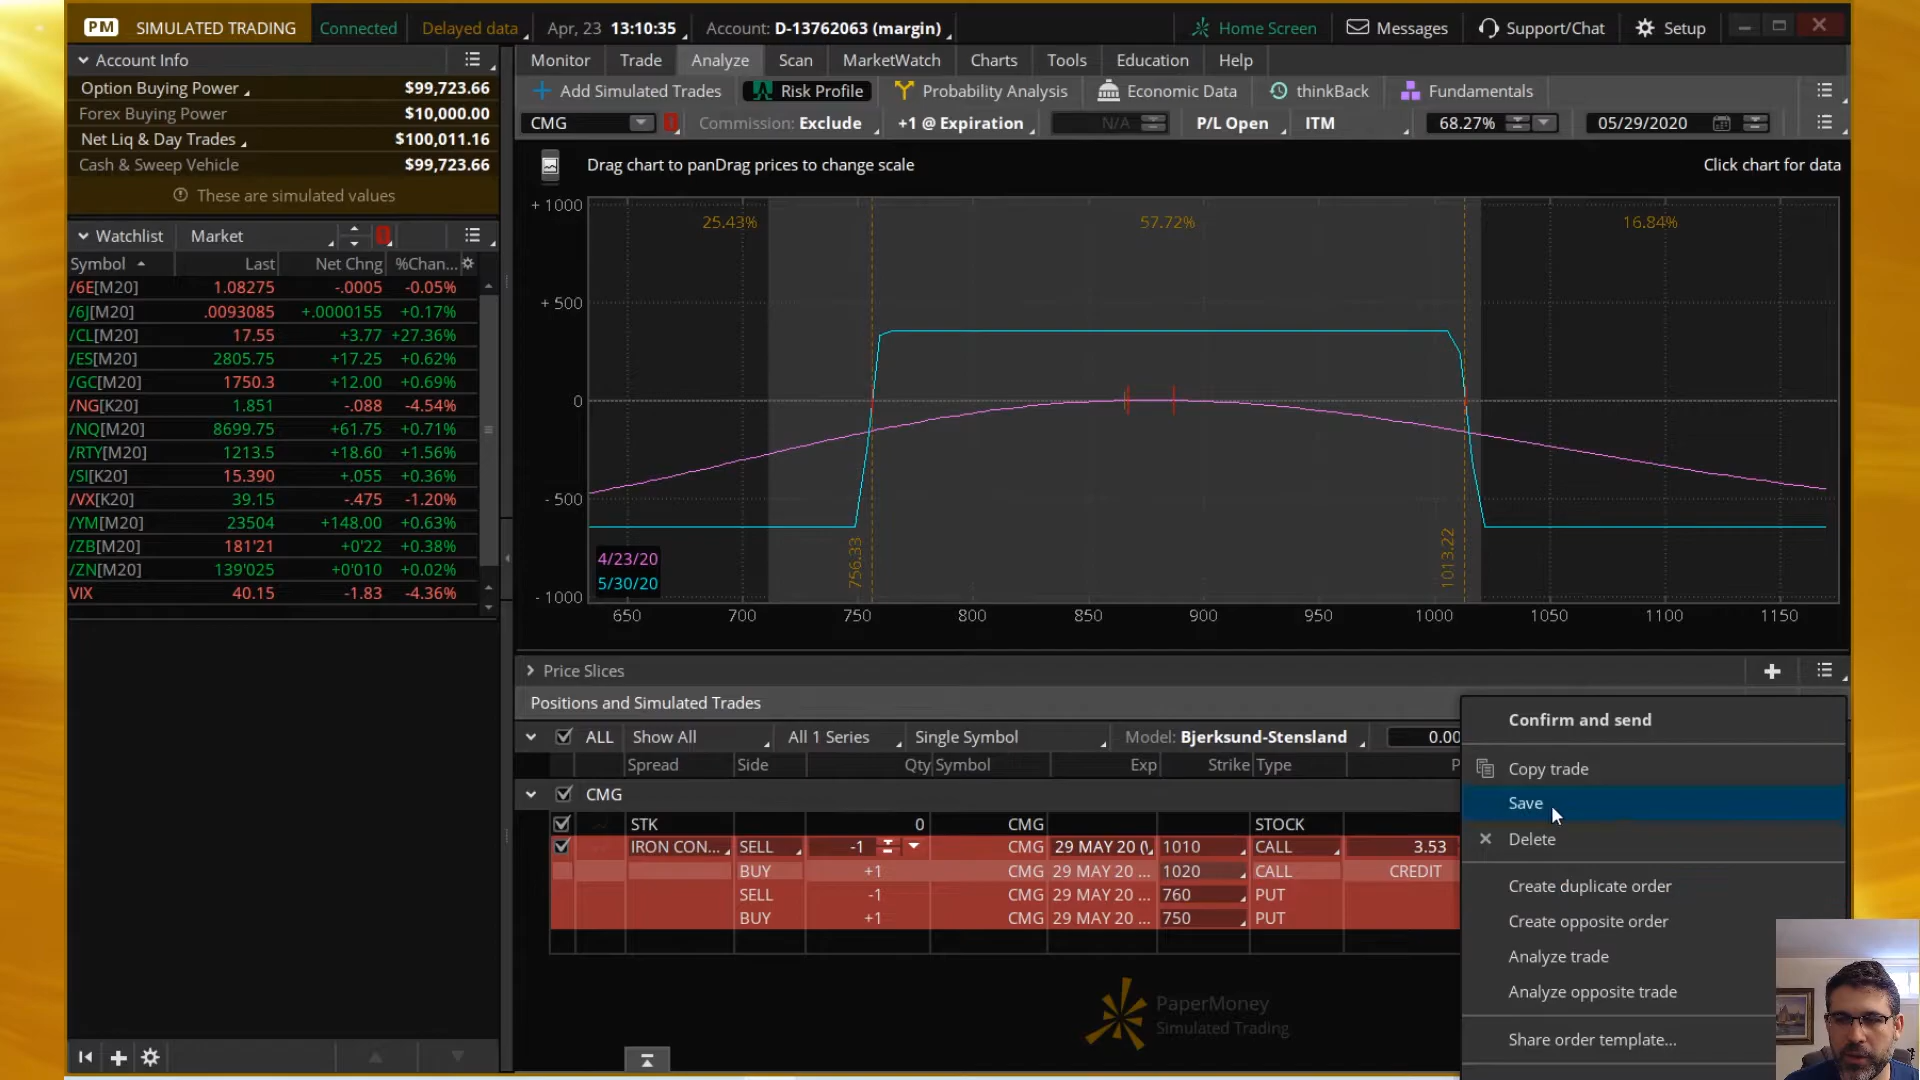 PM SIMULATED TRADING Connected Delayed data Apr, 23 13:10:35 Account: D-13762063 (margin) Home Screen Messages Support/Chat Setup
Account Info
Option Buying Power $99,723.66
Forex Buying Power $10,000.00
Net Liq & Day Trades $100,011.16
Cash & Sweep Vehicle $99,723.66
These are simulated values
Watchlist Market
Symbol Last Net Chng %Chan...
/6E[M20] 1.08275 -.0005 -0.05%
/6J[M20] .0093085 +.0000155 +0.17%
/CL[M20] 17.55 +3.77 +27.36%
/ES[M20] 2805.75 +17.25 +0.62%
/GC[M20] 1750.3 +12.00 +0.69%
/NG[K20] 1.851 -.088 -4.54%
/NQ[M20] 8699.75 +61.75 +0.71%
/RTY[M20] 1213.5 +18.60 +1.56%
/SI[K20] 15.390 +.055 +0.36%
/VX[K20] 39.15 -.475 -1.20%
/YM[M20] 23504 +148.00 +0.63%
/ZB[M20] 181'21 +0'22 +0.38%
/ZN[M20] 139'025 +0'010 +0.02%
VIX 40.15 -1.83 -4.36%
Monitor Trade Analyze Scan MarketWatch Charts Tools Education Help
Add Simulated Trades Risk Profile Probability Analysis Economic Data thinkBack Fundamentals
CMG Commission: Exclude +1 @ Expiration N/A P/L Open ITM 68.27% 05/29/2020
Drag chart to panDrag prices to change scale Click chart for data
+ 1000
25.43% 57.72% 16.84%
+ 500
0
- 500
756.33 1013.22
4/23/20
5/30/20
- 1000
650 700 750 800 850 900 950 1000 1050 1100 1150
Price Slices
Positions and Simulated Trades
ALL Show All All 1 Series Single Symbol Model: Bjerksund-Stensland 0.00
Spread Side Qty Symbol Exp Strike Type P
CMG
STK 0 CMG STOCK
IRON CON... SELL -1 CMG 29 MAY 20 (\ 1010 CALL 3.53
BUY +1 CMG 29 MAY 20 ... 1020 CALL CREDIT
SELL -1 CMG 29 MAY 20 ... 760 PUT
BUY +1 CMG 29 MAY 20 ... 750 PUT
Confirm and send
Copy trade
Save
Delete
Create duplicate order
Create opposite order
Analyze trade
Analyze opposite trade
Share order template...
PaperMoney
Simulated Trading